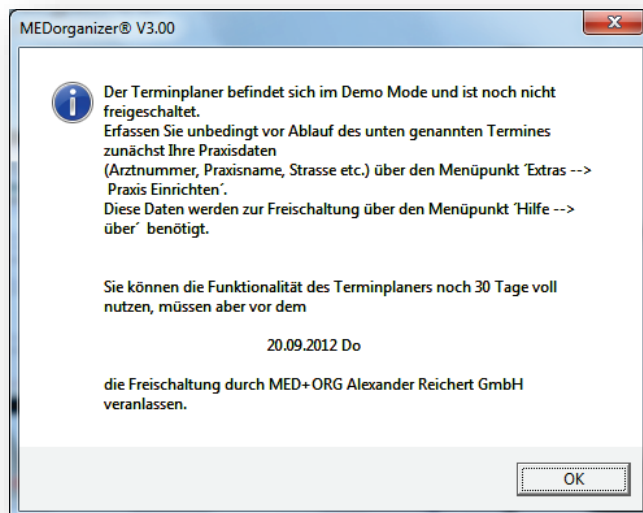 MEDorganizer® V3.00
Der Terminplaner befindet sich im Demo Mode und ist noch nicht
freigeschaltet.
Erfassen Sie unbedingt vor Ablauf des unten genannten Termines
zunächst Ihre Praxisdaten
(Arztnummer, Praxisname, Strasse etc.) über den Menüpunkt ´Extras -->
Praxis Einrichten´.
Diese Daten werden zur Freischaltung über den Menüpunkt ´Hilfe -->
über´ benötigt.
Sie können die Funktionalität des Terminplaners noch 30 Tage voll
nutzen, müssen aber vor dem
20.09.2012 Do
die Freischaltung durch MED+ORG Alexander Reichert GmbH
veranlassen.
OK